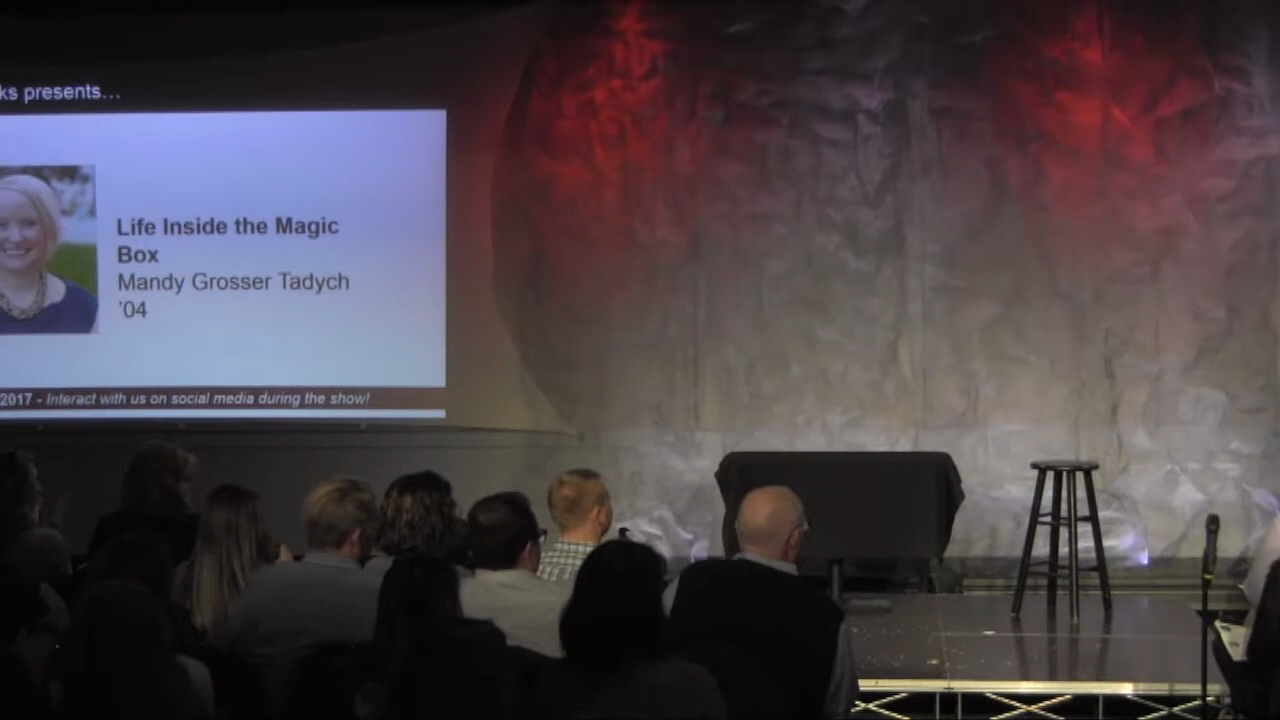 ks presents...
Life Inside the Magic
Box
Mandy Grosser Tadych
’04
2017 - Interact with us on social media during the show!